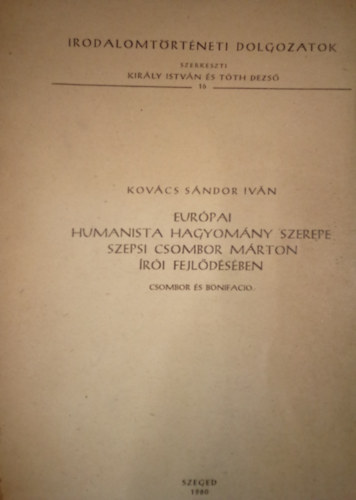 IRODALOMTÖRTÉNETI DOLGOZATOK
SZERKESZTI
KIRÁLY ISTVÁN ÉS TÓTH DEZSŐ
KOVÁCS SÁNDOR IVÁN
EURÓPAI
HUMANISTA HAGYOMÁNY SZEREPE
SZEPSI CSOMBOR MÁRTON
ÍRÓI FEJLŐDÉSÉBEN
CSOMBOR ÉS BONIFACIO.
SZEGED